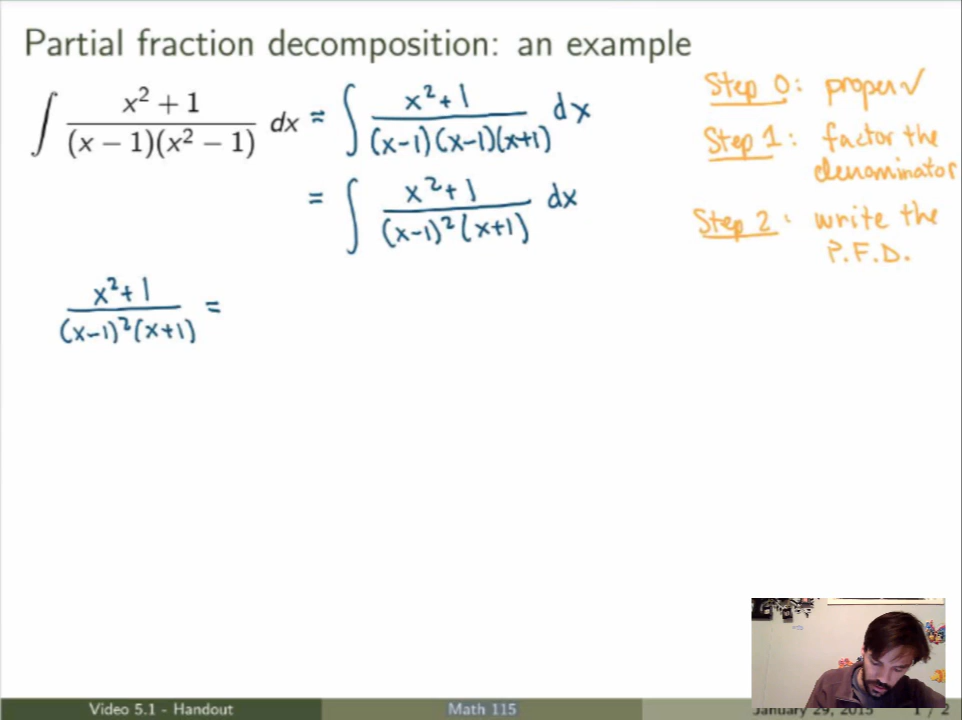 Partial fraction decomposition: an example
∫ x² + 1 / (x − 1)(x² − 1) dx = ∫ x²+1 / (x-1)(x-1)(x+1) dx
= ∫ x²+1 / (x-1)²(x+1) dx
x²+1 / (x-1)²(x+1) =
Step 0: proper ✓
Step 1: factor the
denominator
Step 2: write the
P.F.D.
Video 5.1 - Handout
Math 115
January 29, 2015
1 / 2